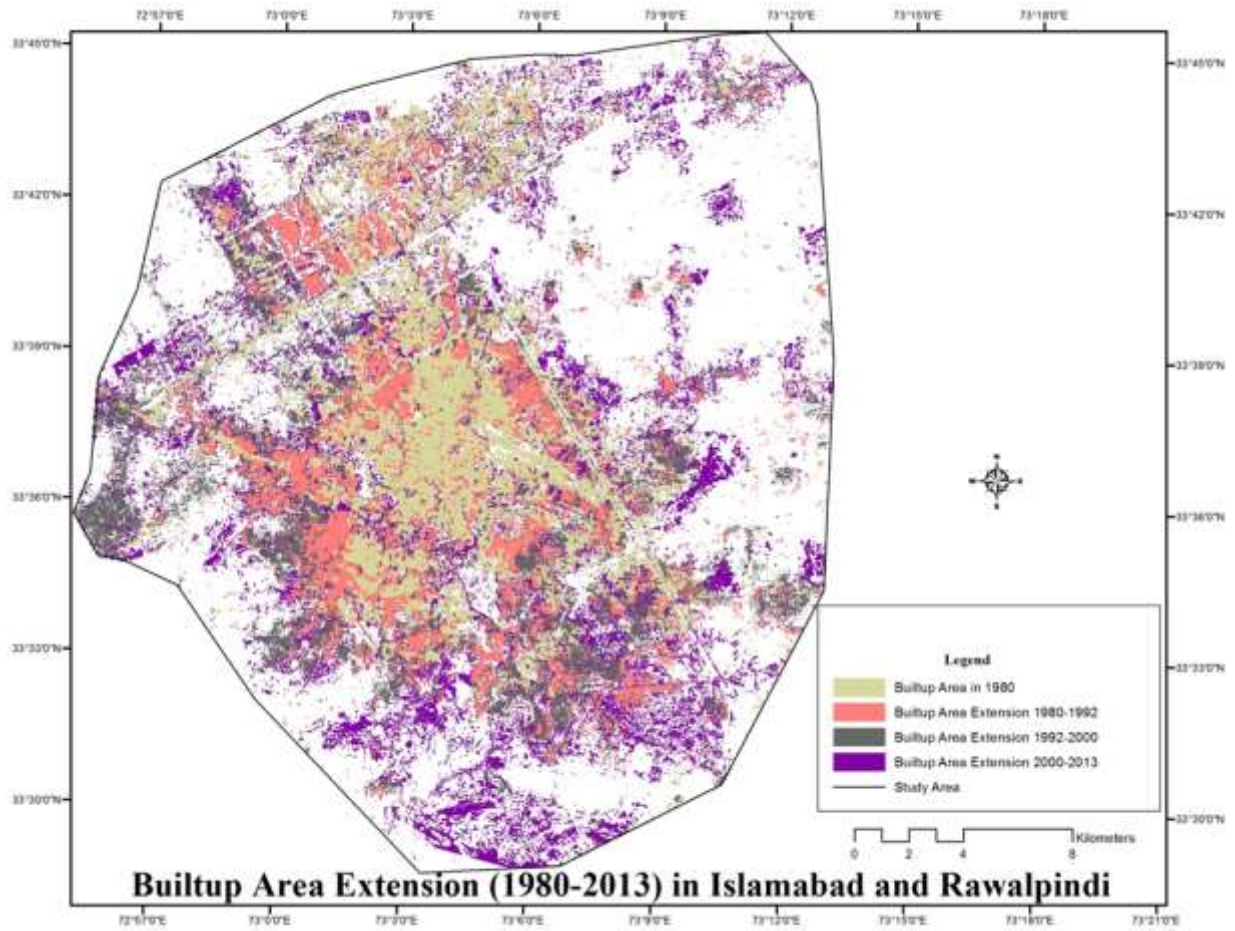 72°57'0"E 73°0'0"E 73°3'0"E 73°6'0"E 73°9'0"E 73°12'0"E 73°15'0"E 73°18'0"E
33°45'0"N
33°45'0"N
33°42'0"N
33°42'0"N
33°39'0"N
33°39'0"N
33°36'0"N
33°36'0"N
33°33'0"N
33°33'0"N
33°30'0"N
33°30'0"N
Legend
Builtup Area in 1980
Builtup Area Extension 1980-1992
Builtup Area Extension 1992-2000
Builtup Area Extension 2000-2013
Study Area
Kilometers
0 2 4 8
Builtup Area Extension (1980-2013) in Islamabad and Rawalpindi
72°57'0"E 73°0'0"E 73°3'0"E 73°6'0"E 73°9'0"E 73°12'0"E 73°15'0"E 73°18'0"E 73°21'0"E